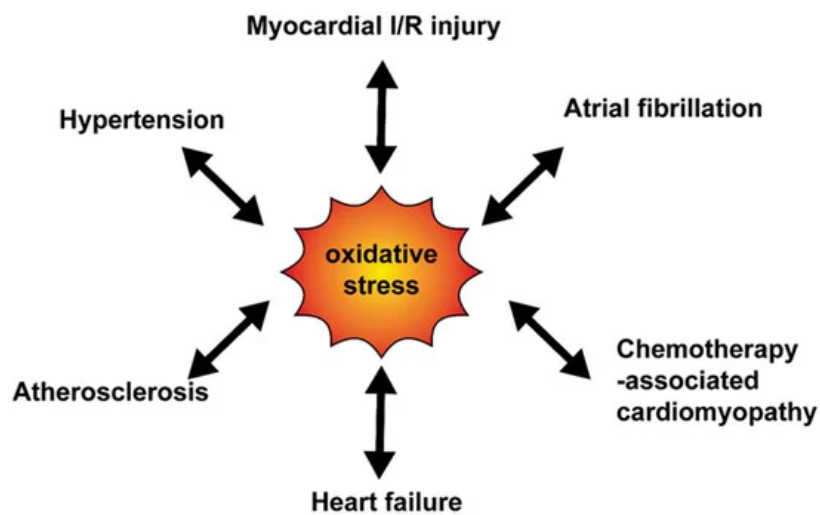 Myocardial I/R injury
Hypertension
Atrial fibrillation
oxidative
stress
Atherosclerosis
Chemotherapy
-associated
cardiomyopathy
Heart failure